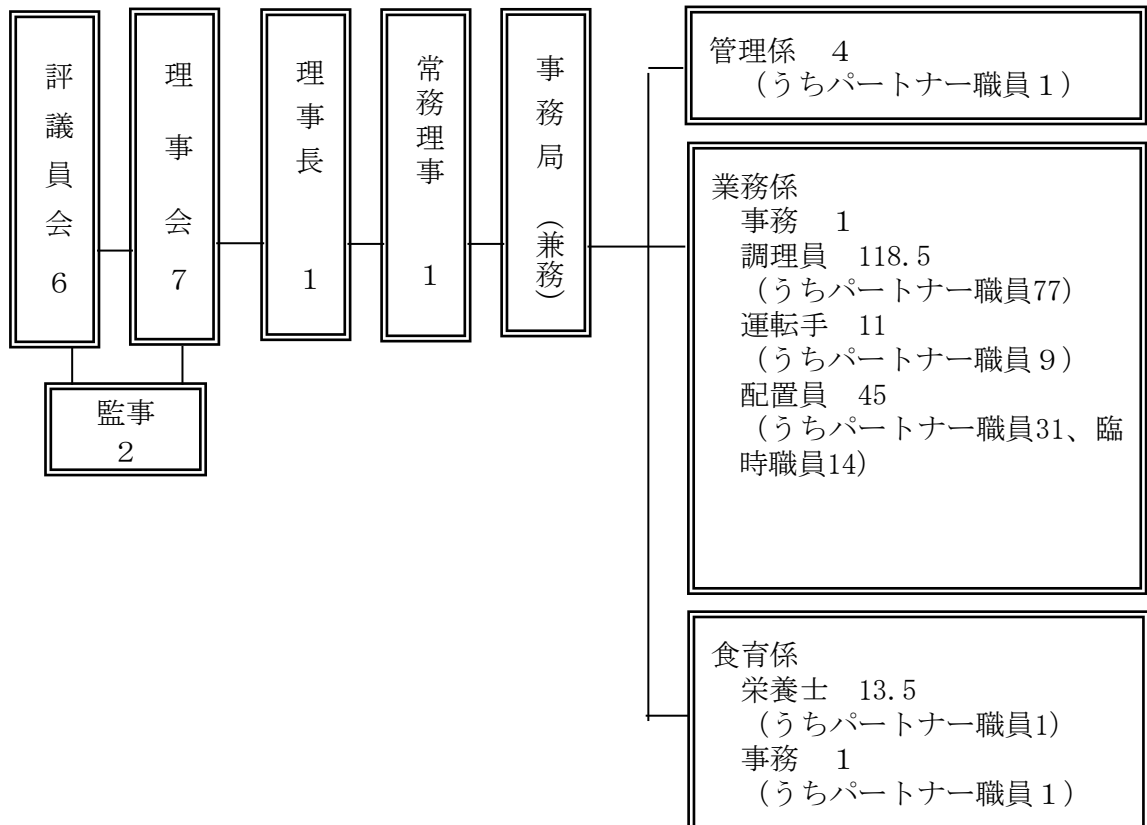 評議員会 6
理事会 7
理事長 1
常務理事 1
事務局(兼務)
監事
2
管理係 4
(うちパートナー職員1)
業務係
事務 1
調理員 118.5
(うちパートナー職員77)
運転手 11
(うちパートナー職員9)
配置員 45
(うちパートナー職員31、臨
時職員14)
食育係
栄養士 13.5
(うちパートナー職員1)
事務 1
(うちパートナー職員1)